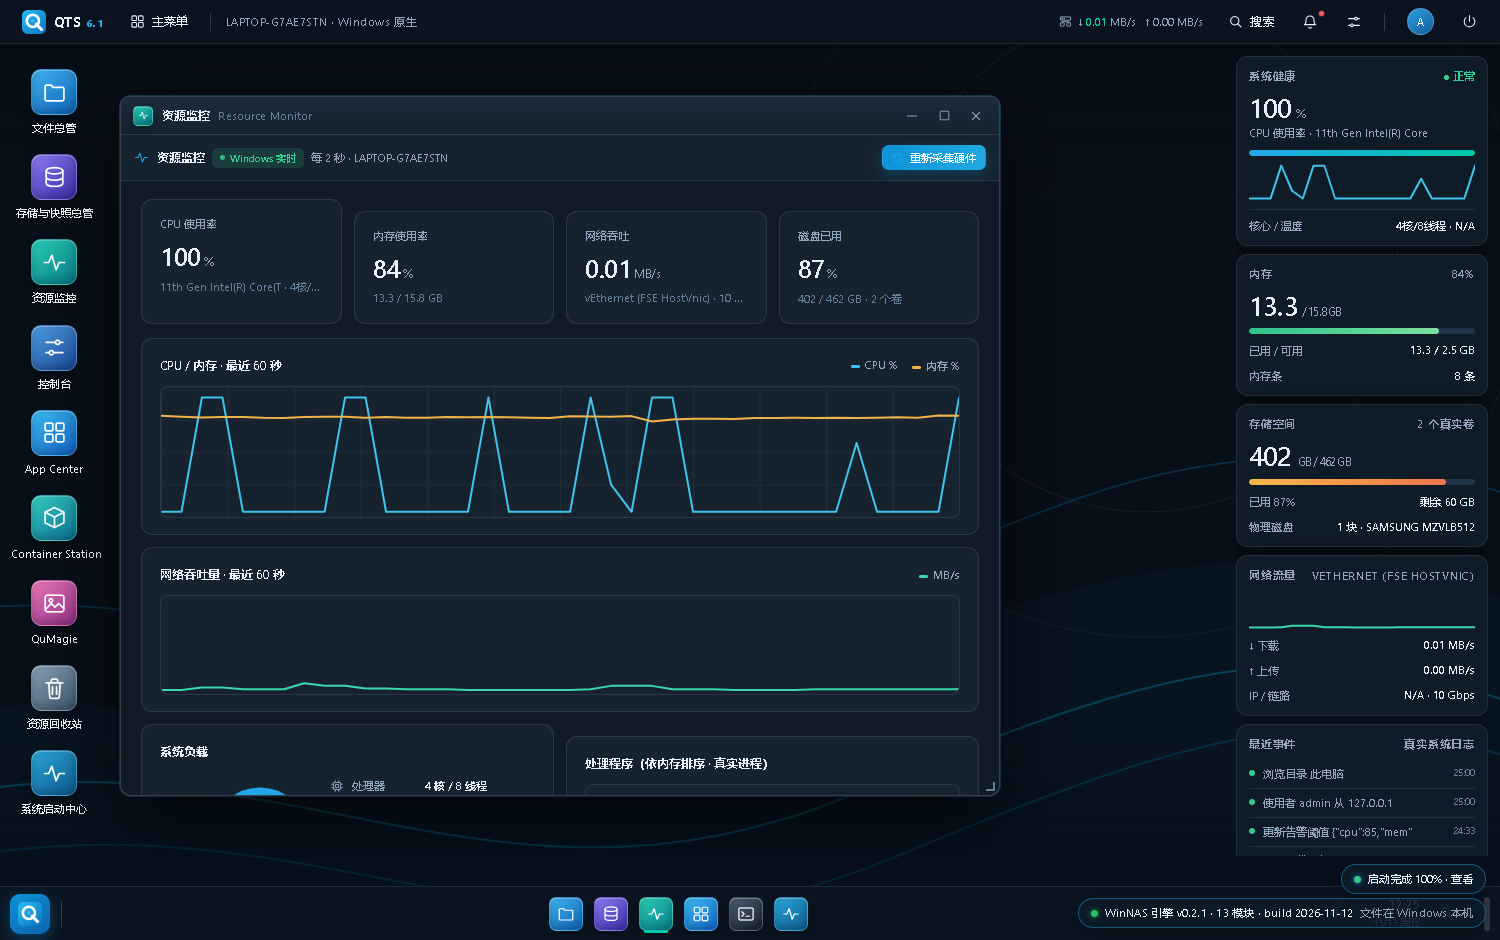 QTS 6.1 主菜单 LAPTOP-G7AE7STN · Windows 原生 ↓0.01 MB/s ↑0.00 MB/s 搜索 A
文件总管
存储与快照总管
资源监控
控制台
App Center
Container Station
QuMagie
资源回收站
系统启动中心
资源监控 Resource Monitor
资源监控 Windows 实时 每 2 秒 · LAPTOP-G7AE7STN 重新采集硬件
CPU 使用率
100%
11th Gen Intel(R) Core(T · 4核/...
内存使用率
84%
13.3 / 15.8 GB
网络吞吐
0.01 MB/s
vEthernet (FSE HostVnic) · 10 ...
磁盘已用
87%
402 / 462 GB · 2 个卷
CPU / 内存 · 最近 60 秒 CPU % 内存 %
网络吞吐量 · 最近 60 秒 MB/s
系统负载
处理器 4 核 / 8 线程
处理程序（依内存排序 · 真实进程）
系统健康 正常
100%
CPU 使用率 · 11th Gen Intel(R) Core
核心 / 温度 4核/8线程 · N/A
内存 84%
13.3 /15.8GB
已用 / 可用 13.3 / 2.5 GB
内存条 8 条
存储空间 2 个真实卷
402 GB/462GB
已用 87% 剩余 60 GB
物理磁盘 1 块 · SAMSUNG MZVLB512
网络流量 VETHERNET (FSE HOSTVNIC)
↓ 下载 0.01 MB/s
↑ 上传 0.00 MB/s
IP / 链路 N/A · 10 Gbps
最近事件 真实系统日志
浏览目录 此电脑 25:00
使用者 admin 从 127.0.0.1 25:00
更新告警阈值 {"cpu":85,"mem" 24:33
启动完成 100% · 查看
WinNAS 引擎 v0.2.1 · 13 模块 · build 2026-11-12 文件在 Windows 本机